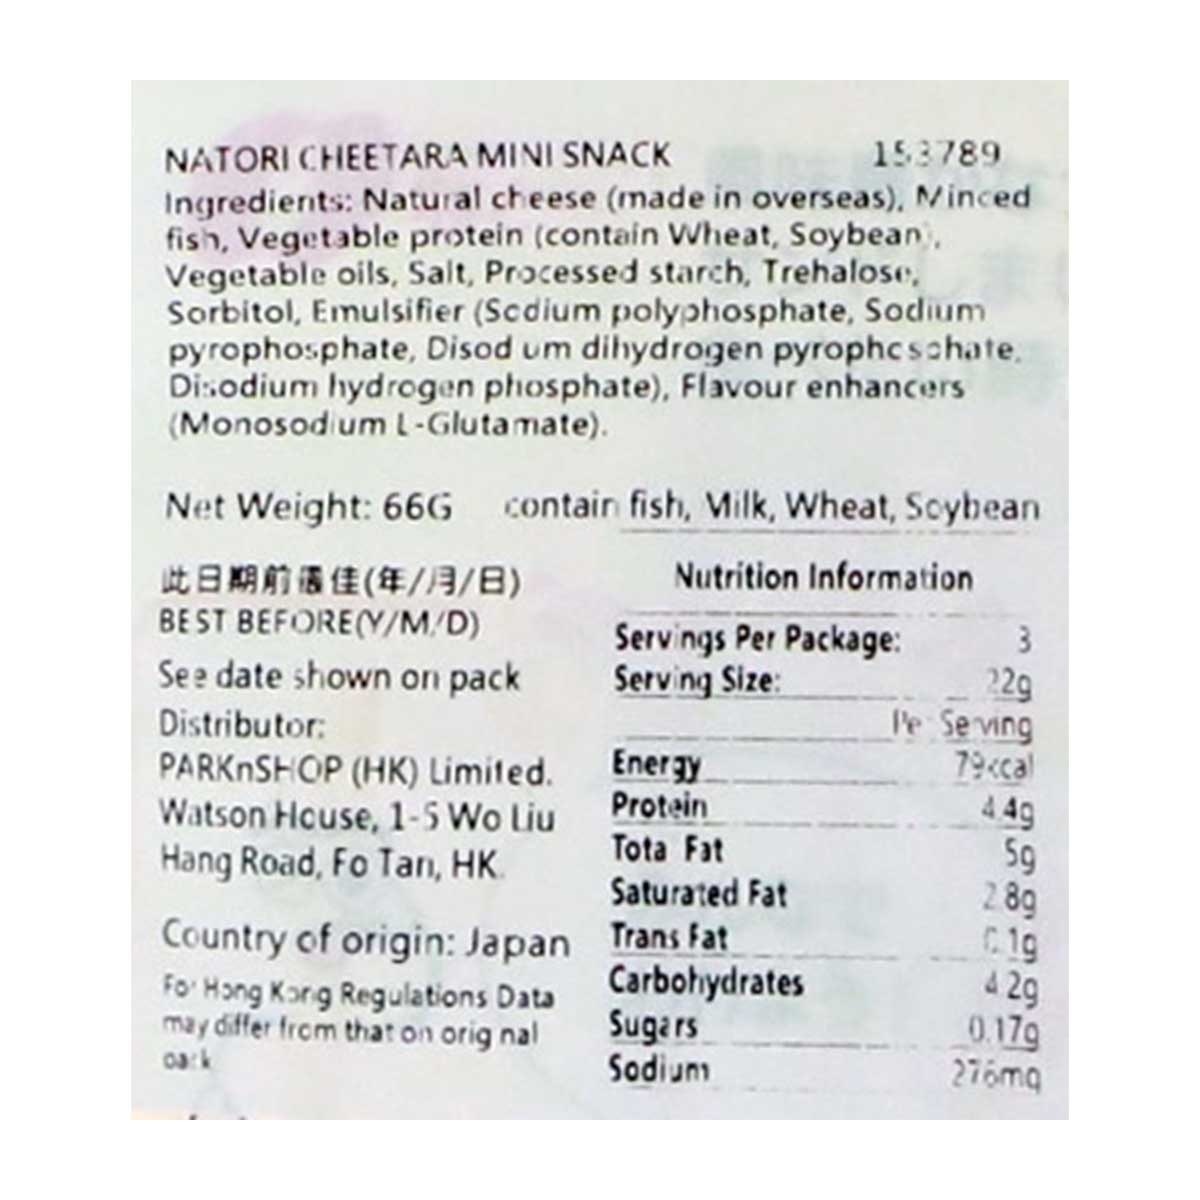 NATORI CHEETARA MINI SNACK 153789
Ingredients: Natural cheese (made in overseas), Minced
fish, Vegetable protein (contain Wheat, Soybean),
Vegetable oils, Salt, Processed starch, Trehalose,
Sorbitol, Emulsifier (Sodium polyphosphate, Sodium
pyrophosphate, Disodium dihydrogen pyrophosphate,
Disodium hydrogen phosphate), Flavour enhancers
(Monosodium L-Glutamate).
Net Weight: 66G contain fish, Milk, Wheat, Soybean
此日期前最佳(年/月/日)
BEST BEFORE(Y/M/D)
See date shown on pack
Distributor:
PARKnSHOP (HK) Limited.
Watson House, 1-5 Wo Liu
Hang Road, Fo Tan, HK.
Country of origin: Japan
For Hong Kong Regulations Data
may differ from that on original
pack
Nutrition Information
Servings Per Package: 3
Serving Size: 22g
Per Serving
Energy 79kcal
Protein 4.4g
Total Fat 5g
Saturated Fat 2.8g
Trans Fat 0.1g
Carbohydrates 4.2g
Sugars 0.17g
Sodium 276mg